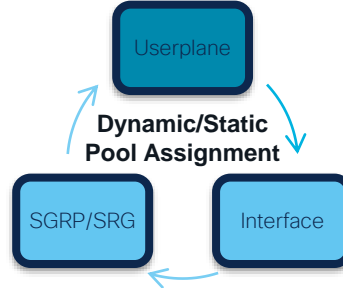 Userplane
Dynamic/Static
Pool Assignment
SGRP/SRG
Interface